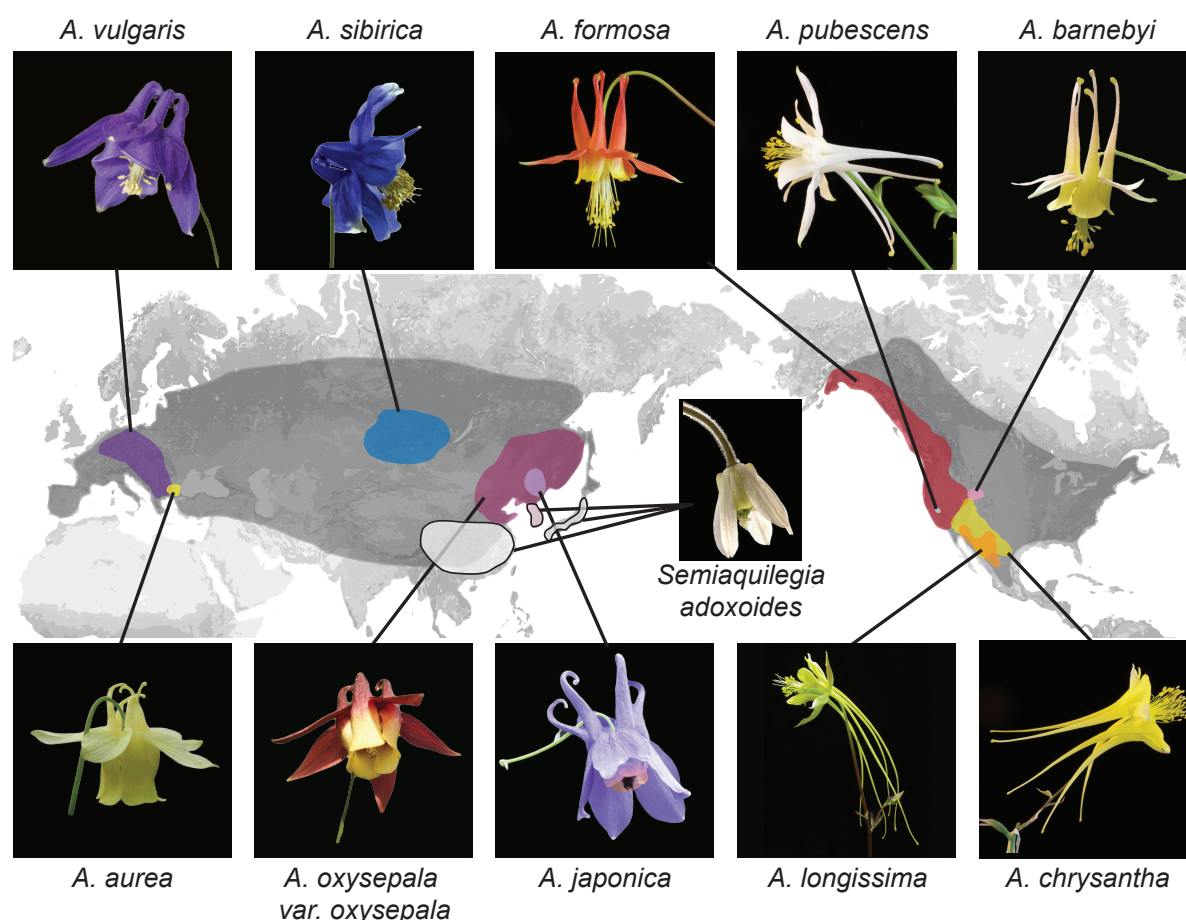 A. vulgaris
A. sibirica
A. formosa
A. pubescens
A. barnebyi
Semiaquilegia
adoxoides
A. aurea
A. oxysepala
var. oxysepala
A. japonica
A. longissima
A. chrysantha